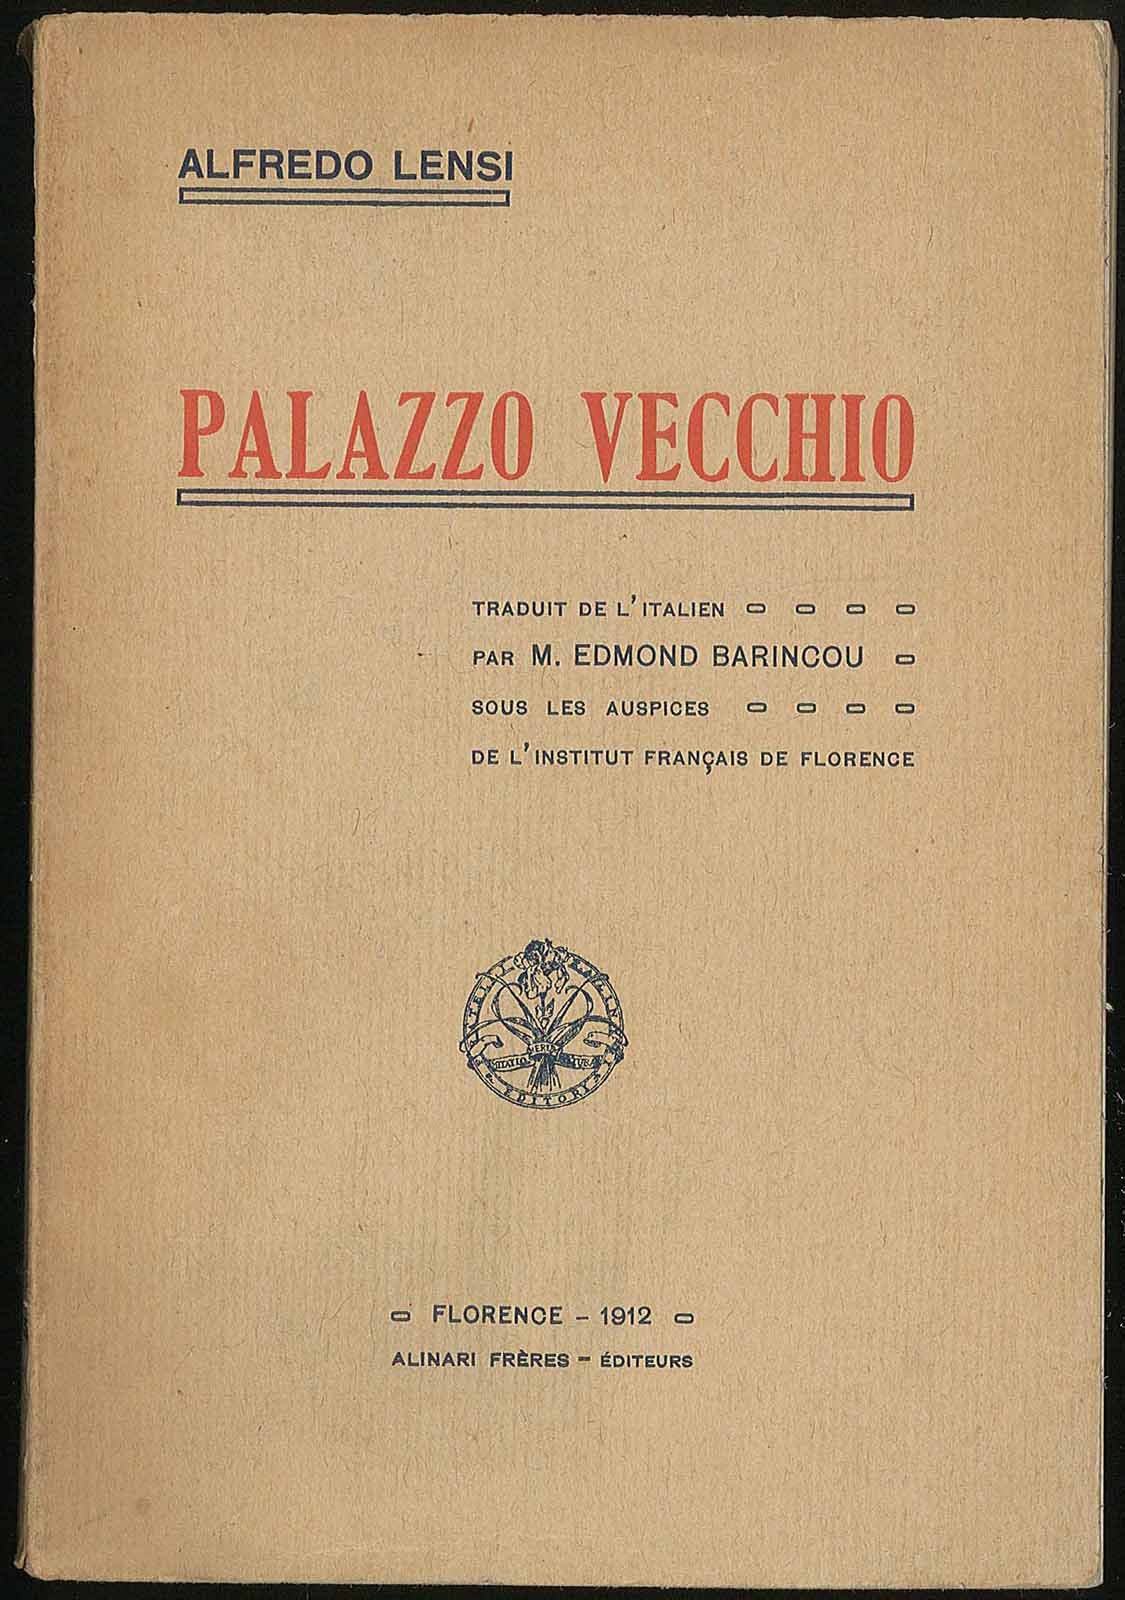 ALFREDO LENSI
PALAZZO VECCHIO
TRADUIT DE L'ITALIEN
PAR M. EDMOND BARINCOU
SOUS LES AUSPICES
DE L'INSTITUT FRANÇAIS DE FLORENCE
EDITORI
FLORENCE - 1912
ALINARI FRÈRES - ÉDITEURS